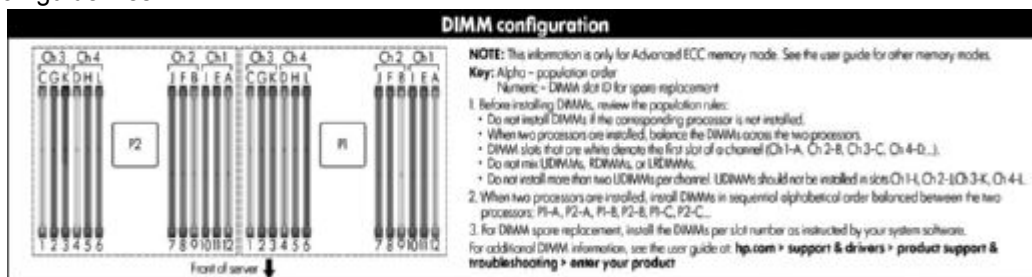 DIMM configuration
Ch 3 Ch 4 Ch 2 Ch 1 Ch 3 Ch 4 Ch 2 Ch 1
C G K D H L J F B I E A C G K D H L J F B I E A
P2 P1
1 2 3 4 5 6 7 8 9 10 11 12 1 2 3 4 5 6 7 8 9 10 11 12
Front of server
NOTE: This information is only for Advanced ECC memory mode. See the user guide for other memory modes.
Key: Alpha – population order
Numeric – DIMM slot ID for spare replacement
1. Before installing DIMMs, review the population rules:
• Do not install DIMMs if the corresponding processor is not installed.
• When two processors are installed, balance the DIMMs across the two processors.
• DIMM slots that are white denote the first slot of a channel (Ch 1-A, Ch 2-B, Ch 3-C, Ch 4-D...).
• Do not mix UDIMMs, RDIMMs, or LRDIMMs.
• Do not install more than two UDIMMs per channel. UDIMMs should not be installed in slots Ch 1-I, Ch 2-J, Ch 3-K, Ch 4-L.
2. When two processors are installed, install DIMMs in sequential alphabetical order balanced between the two
processors: P1-A, P2-A, P1-B, P2-B, P1-C, P2-C...
3. For DIMM spare replacement, install the DIMMs per slot number as instructed by your system software.
For additional DIMM information, see the user guide at: hp.com > support & drivers > product support &
troubleshooting > enter your product